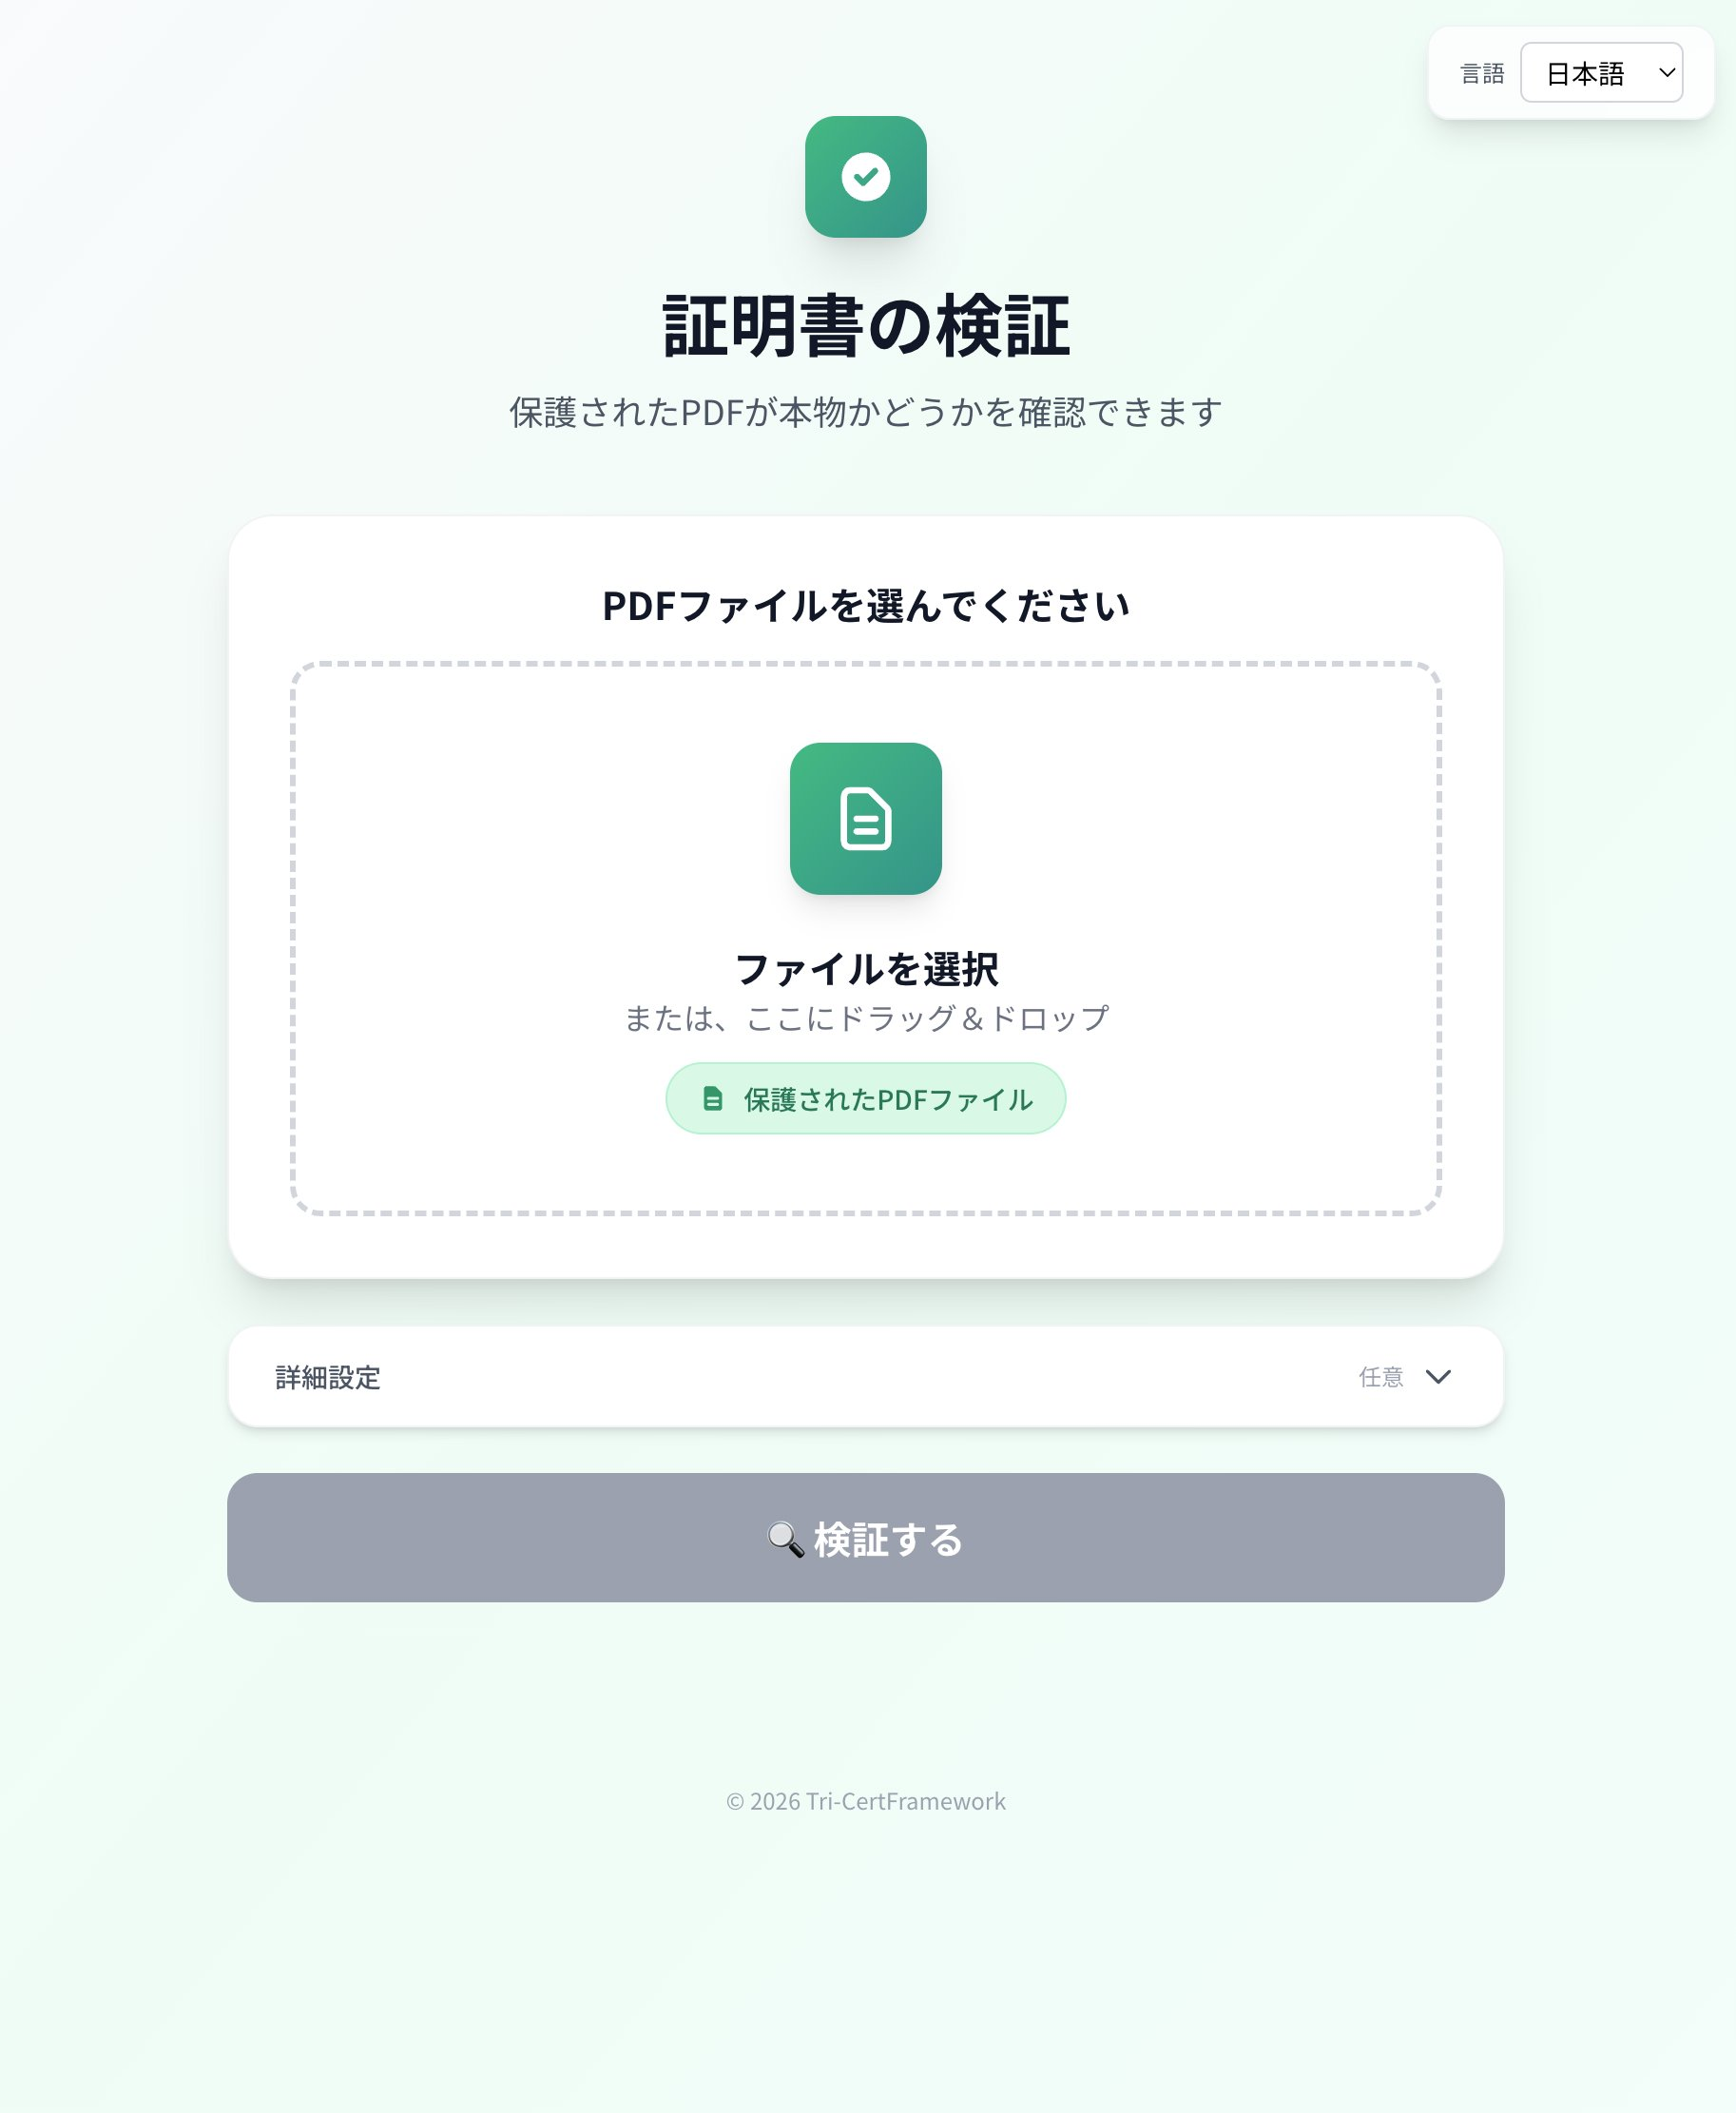 言語 日本語
証明書の検証
保護されたPDFが本物かどうかを確認できます
PDFファイルを選んでください
ファイルを選択
または、ここにドラッグ＆ドロップ
保護されたPDFファイル
詳細設定 任意
🔍 検証する
© 2026 Tri-CertFramework